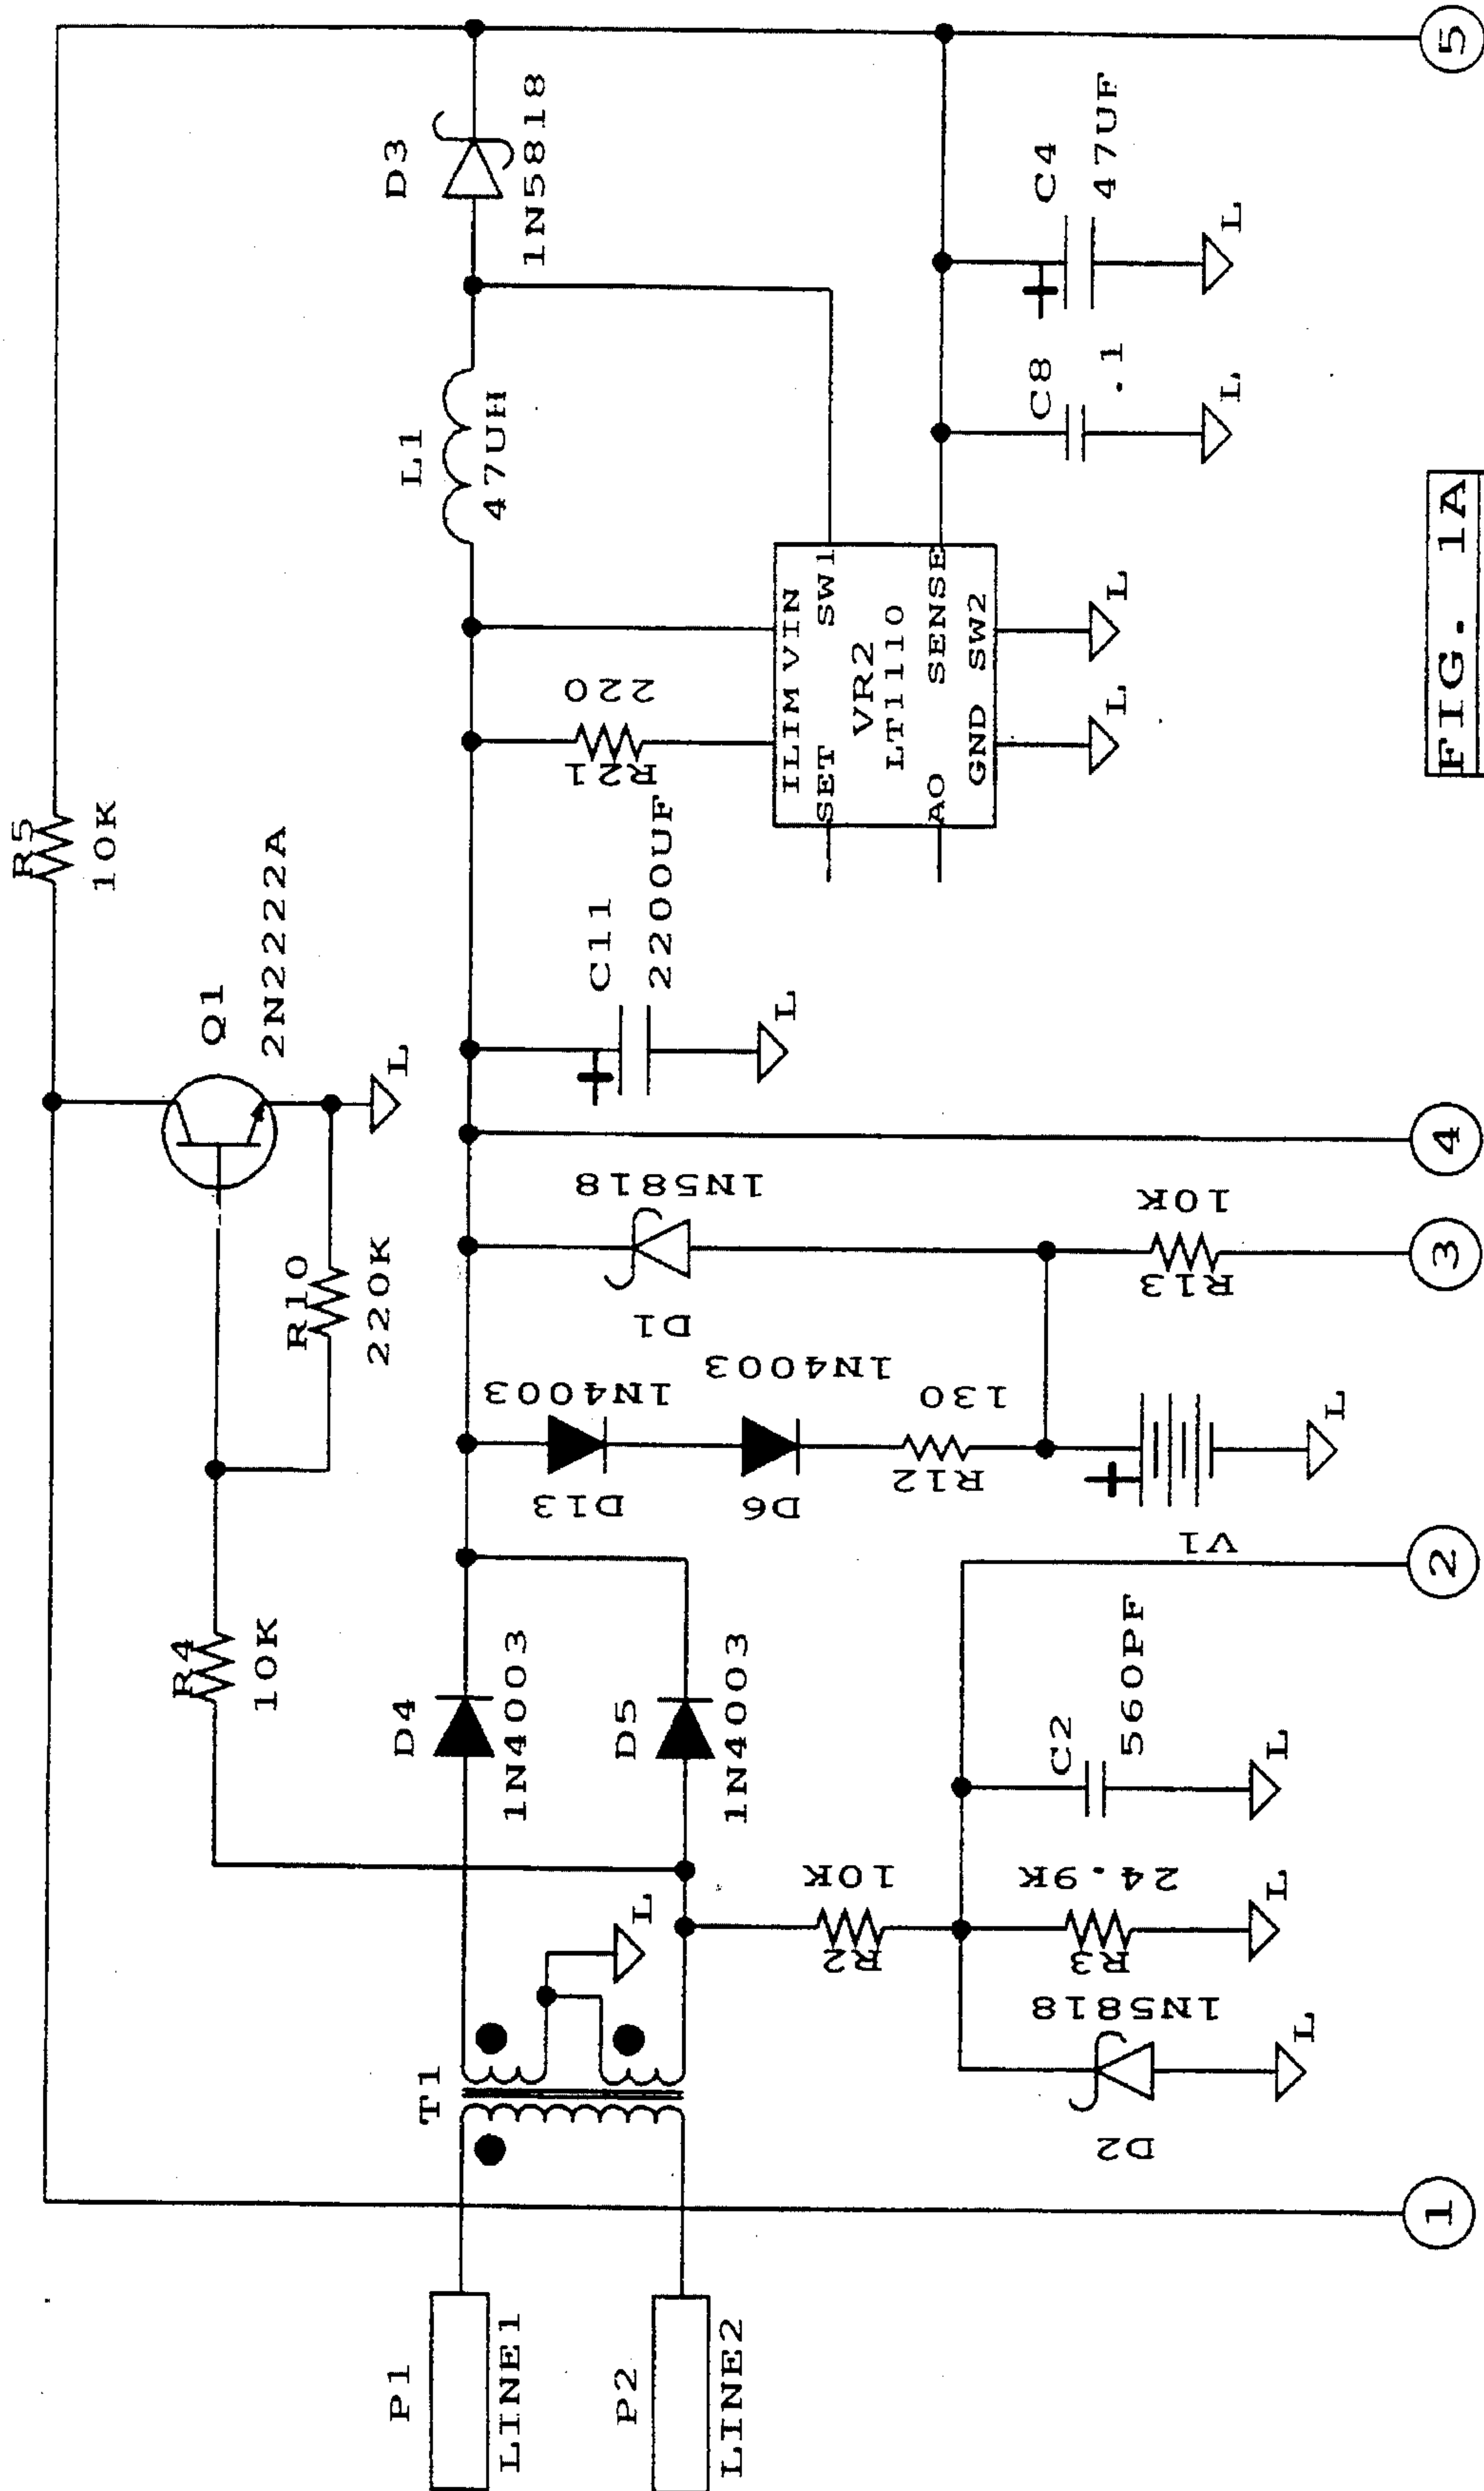 R5
10K
Q1
2N2222A
R10
220K
R4
10K
D3
1N5818
L1
47UH
D4
1N4003
T1
P1
LINE1
D5
1N4003
P2
LINE2
L
L
220
R21
ILIM VIN
SET
SW1
VR2
LT1110
AO
SENSE
GND SW2
L
L
C11
2200UF
L
1N5818
D1
1N4003
D13
1N4003
D6
130
R12
10K
R13
V1
L
10K
R2
24.9K
R3
L
1N5818
D2
L
C2
560PF
L
C8
.1
L
C4
47UF
L
1
2
3
4
5
FIG. 1A